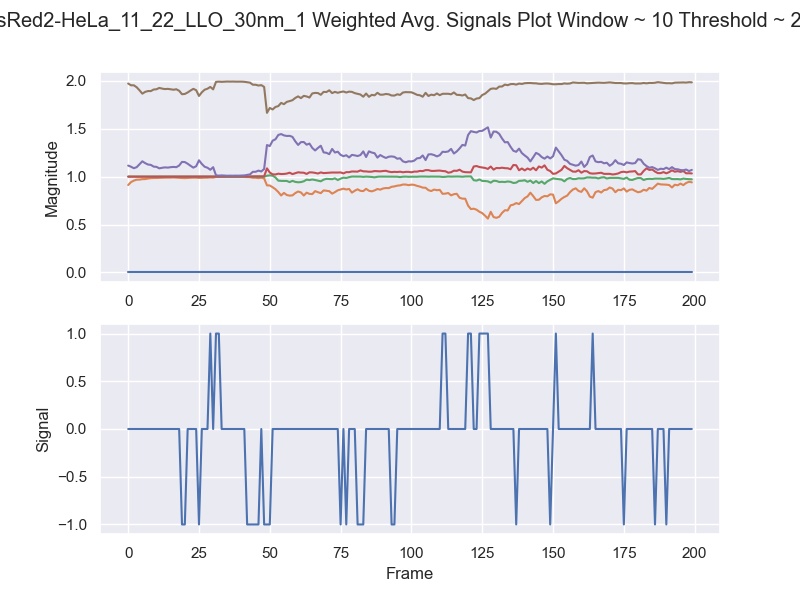 sRed2-HeLa_11_22_LLO_30nm_1 Weighted Avg. Signals Plot Window ~ 10 Threshold ~ 2
2.0
1.5
1.0
0.5
0.0
Magnitude
0 25 50 75 100 125 150 175 200
1.0
0.5
0.0
−0.5
−1.0
Signal
0 25 50 75 100 125 150 175 200
Frame